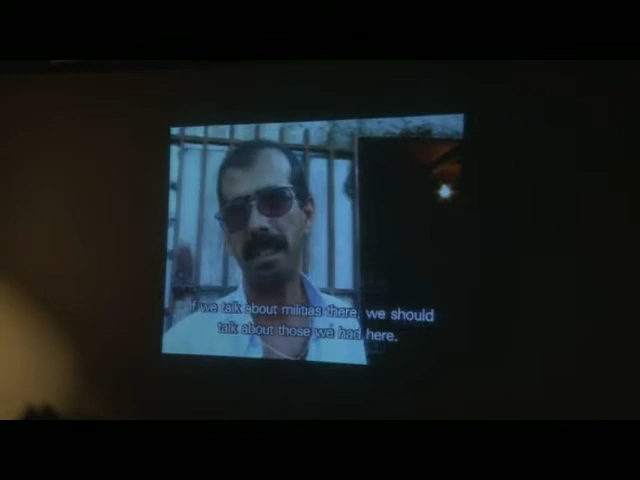 If we talk about militias there, we should
talk about those we had here.